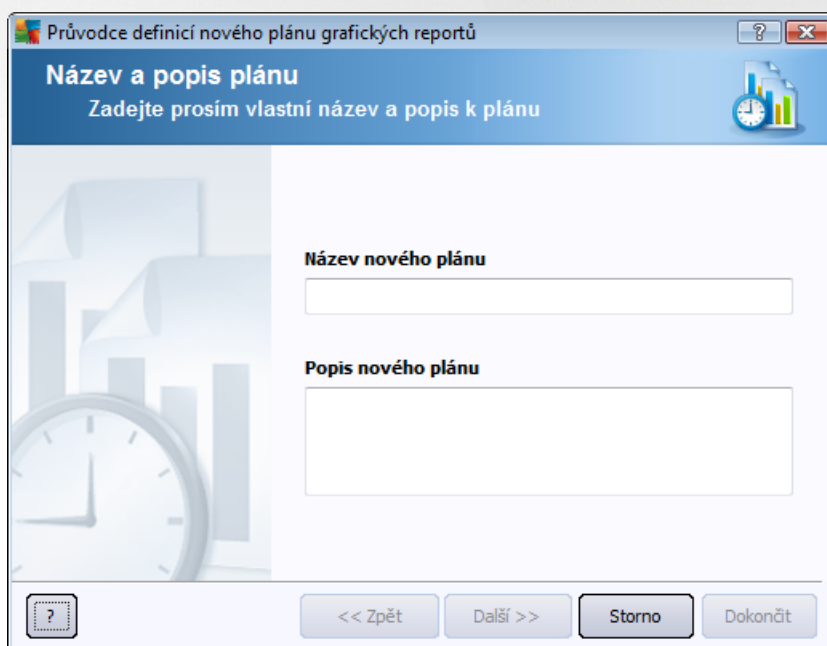 Průvodce definicí nového plánu grafických reportů
Název a popis plánu
Zadejte prosím vlastní název a popis k plánu
Název nového plánu
Popis nového plánu
?
<< Zpět
Další >>
Storno
Dokončit